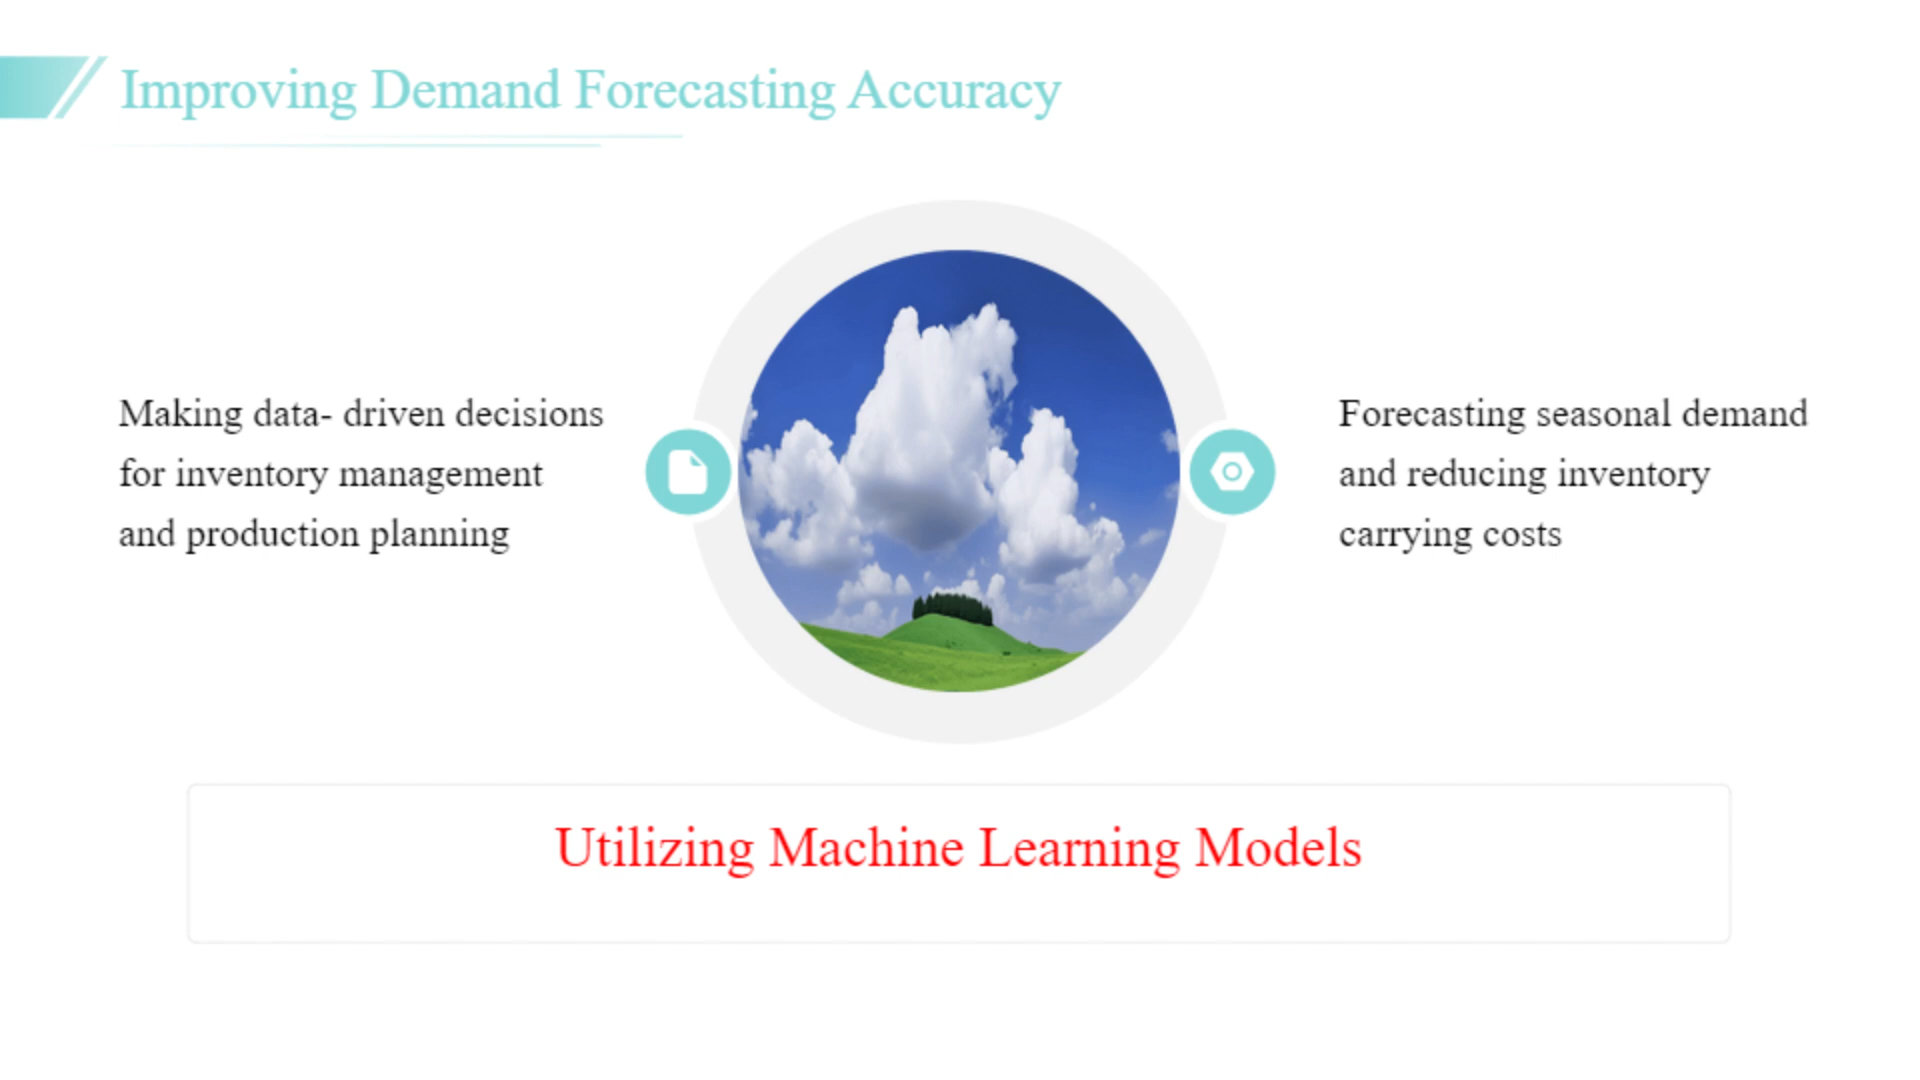 Improving Demand Forecasting Accuracy
Making data- driven decisions
for inventory management
and production planning
Forecasting seasonal demand
and reducing inventory
carrying costs
Utilizing Machine Learning Models